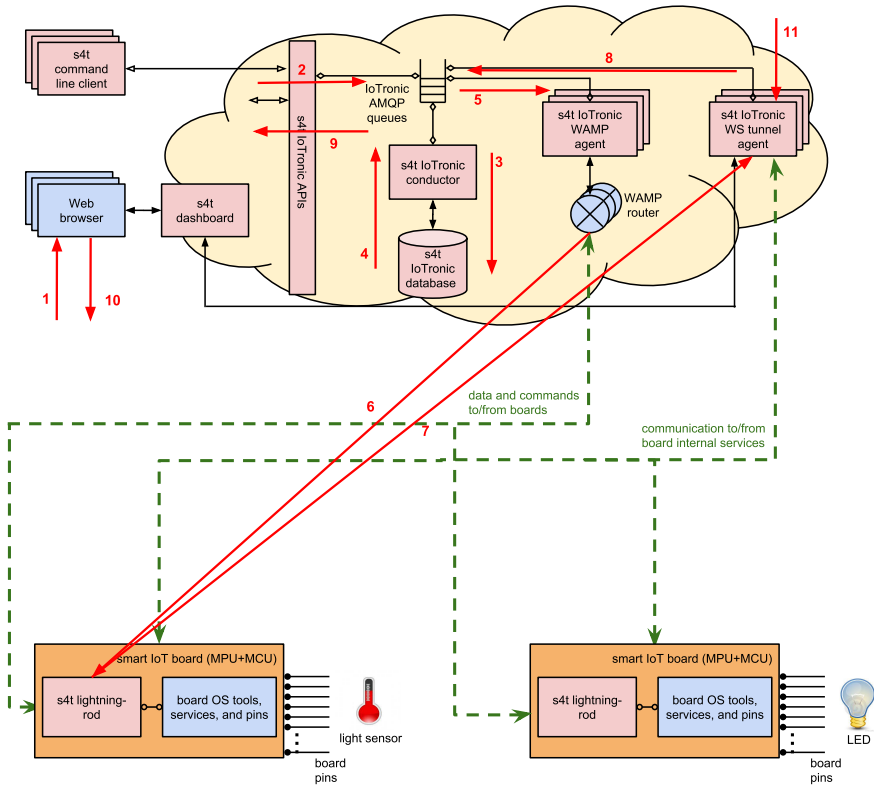 11
s4t
command
line client
2
8
IoTronic
AMQP
queues
5
s4t IoTronic
WAMP
agent
s4t IoTronic
WS tunnel
agent
s4t IoTronic APIs
9
3
s4t IoTronic
conductor
Web
browser
s4t
dashboard
WAMP
router
4
s4t
IoTronic
database
1
10
6
data and commands
to/from boards
7
communication to/from
board internal services
smart IoT board (MPU+MCU)
s4t lightning-
rod
board OS tools,
services, and pins
light sensor
board
pins
smart IoT board (MPU+MCU)
s4t lightning-
rod
board OS tools,
services, and pins
LED
board
pins